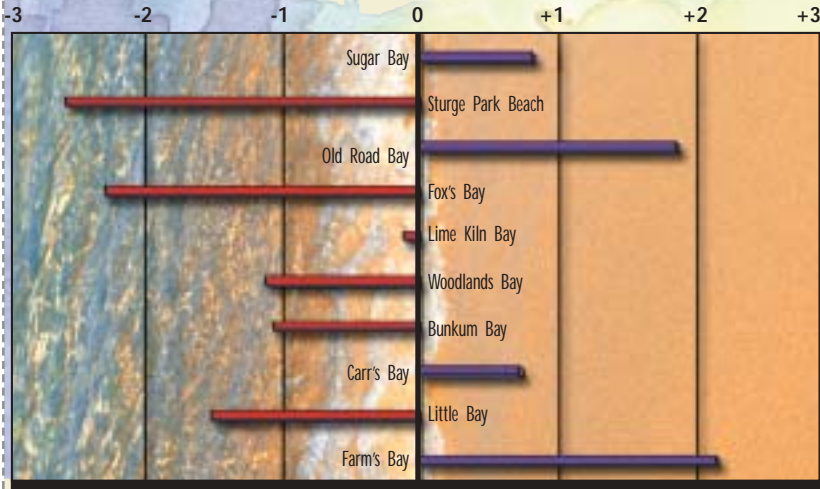 -3 -2 -1 0 +1 +2 +3
Sugar Bay
Sturge Park Beach
Old Road Bay
Fox's Bay
Lime Kiln Bay
Woodlands Bay
Bunkum Bay
Carr's Bay
Little Bay
Farm's Bay